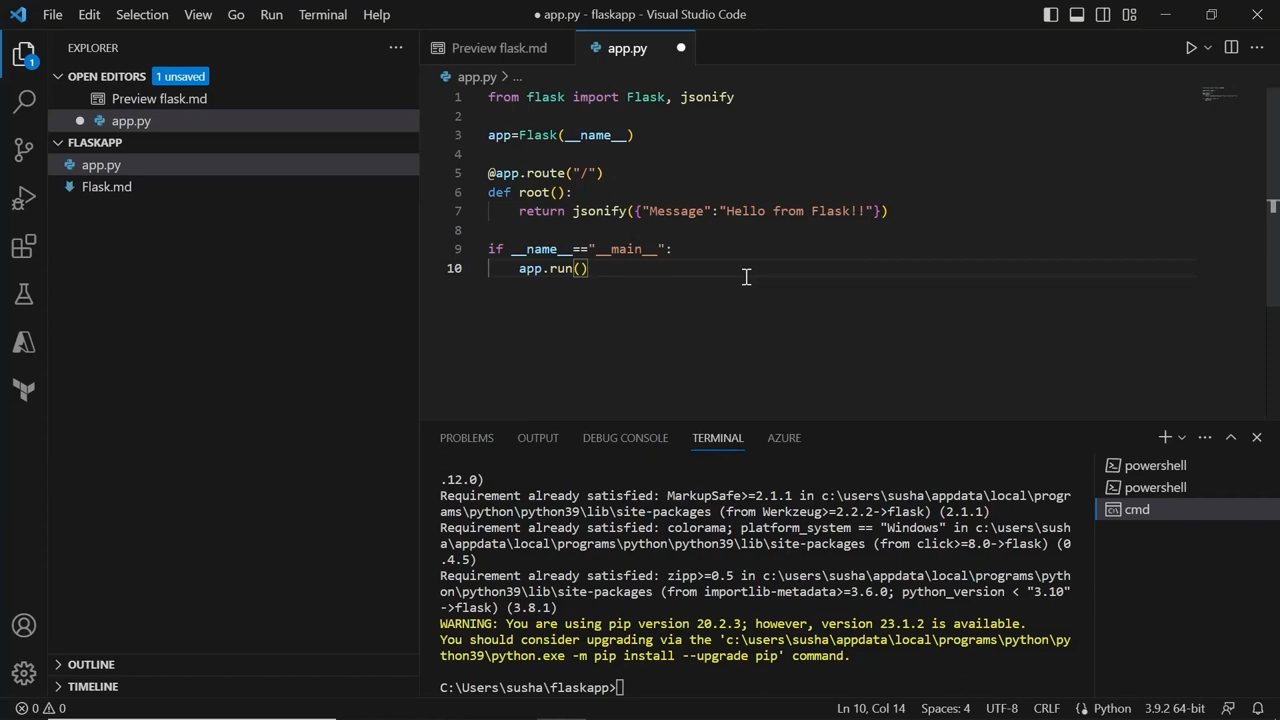 File Edit Selection View Go Run Terminal Help ● app.py - flaskapp - Visual Studio Code
EXPLORER ...
Preview flask.md app.py
OPEN EDITORS 1 unsaved
app.py > ...
Preview flask.md
app.py
FLASKAPP
app.py
Flask.md
1
1 from flask import Flask, jsonify
2
3 app=Flask(__name__)
4
5 @app.route("/")
6 def root():
7 return jsonify({"Message":"Hello from Flask!!"})
8
9 if __name__=="__main__":
10 app.run()
PROBLEMS OUTPUT DEBUG CONSOLE TERMINAL AZURE
.12.0)
Requirement already satisfied: MarkupSafe>=2.1.1 in c:\users\susha\appdata\local\progr
ams\python\python39\lib\site-packages (from Werkzeug>=2.2.2->flask) (2.1.1)
Requirement already satisfied: colorama; platform_system == "Windows" in c:\users\sush
a\appdata\local\programs\python\python39\lib\site-packages (from click>=8.0->flask) (0
.4.5)
Requirement already satisfied: zipp>=0.5 in c:\users\susha\appdata\local\programs\pyth
on\python39\lib\site-packages (from importlib-metadata>=3.6.0; python_version < "3.10"
->flask) (3.8.1)
WARNING: You are using pip version 20.2.3; however, version 23.1.2 is available.
You should consider upgrading via the 'c:\users\susha\appdata\local\programs\python\py
thon39\python.exe -m pip install --upgrade pip' command.
C:\Users\susha\flaskapp>
powershell
powershell
cmd
OUTLINE
TIMELINE
0 0 Ln 10, Col 14 Spaces: 4 UTF-8 CRLF Python 3.9.2 64-bit